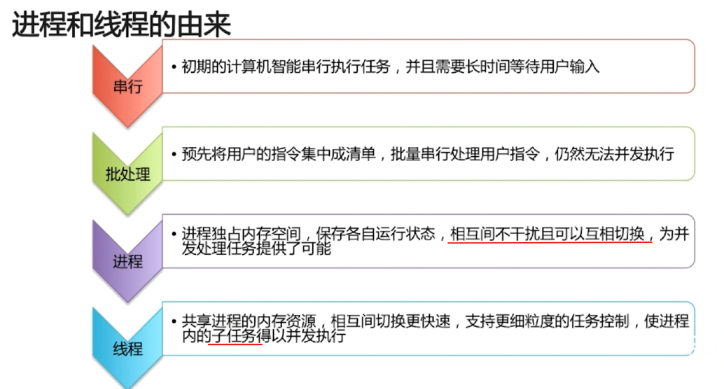 进程和线程的由来
串行
• 初期的计算机智能串行执行任务，并且需要长时间等待用户输入
批处理
• 预先将用户的指令集中成清单，批量串行处理用户指令，仍然无法并发执行
进程
• 进程独占内存空间，保存各自运行状态，相互间不干扰且可以互相切换，为并
发处理任务提供了可能
线程
• 共享进程的内存资源，相互间切换更快速，支持更细粒度的任务控制，使进程
内的子任务得以并发执行